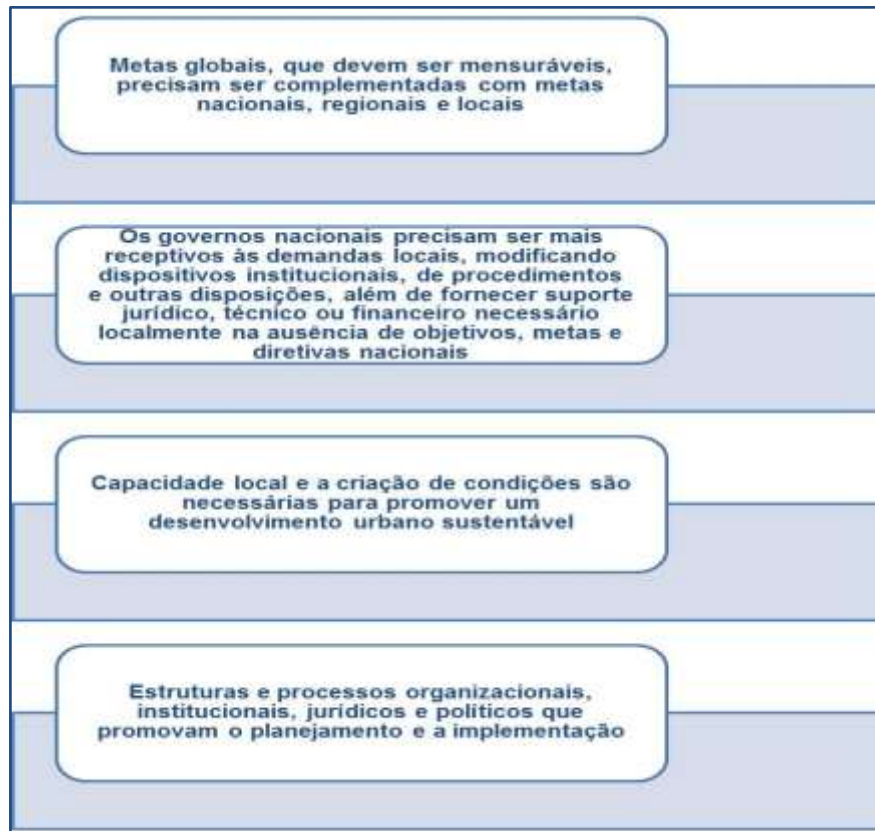 Metas globais, que devem ser mensuráveis,
precisam ser complementadas com metas
nacionais, regionais e locais
Os governos nacionais precisam ser mais
receptivos às demandas locais, modificando
dispositivos institucionais, de procedimentos
e outras disposições, além de fornecer suporte
jurídico, técnico ou financeiro necessário
localmente na ausência de objetivos, metas e
diretivas nacionais
Capacidade local e a criação de condições são
necessárias para promover um
desenvolvimento urbano sustentável
Estruturas e processos organizacionais,
institucionais, jurídicos e políticos que
promovam o planejamento e a implementação